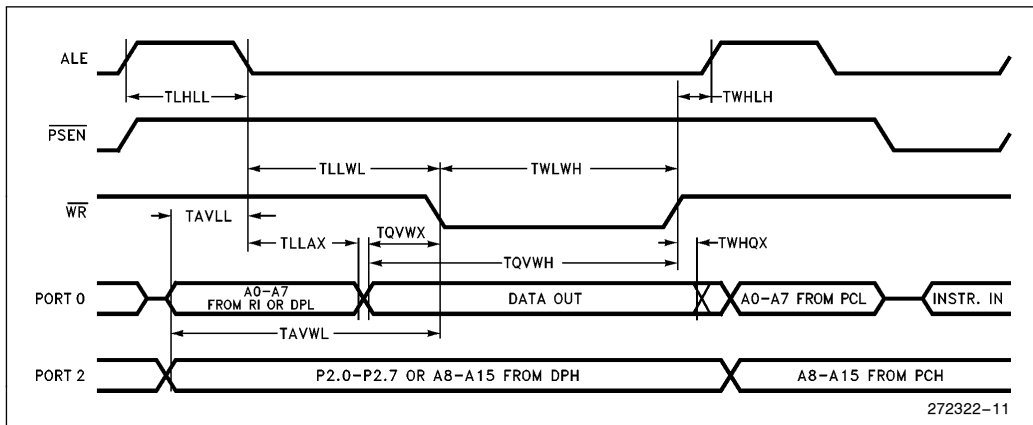 ALE
TLHLL
TWHLH
PSEN
TLLWL
TWLWH
WR
TAVLL
TQVWX
TLLAX
TWHQX
TQVWH
PORT 0
A0-A7
FROM RI OR DPL
DATA OUT
A0-A7 FROM PCL
INSTR. IN
TAVWL
PORT 2
P2.0-P2.7 OR A8-A15 FROM DPH
A8-A15 FROM PCH
272322-11